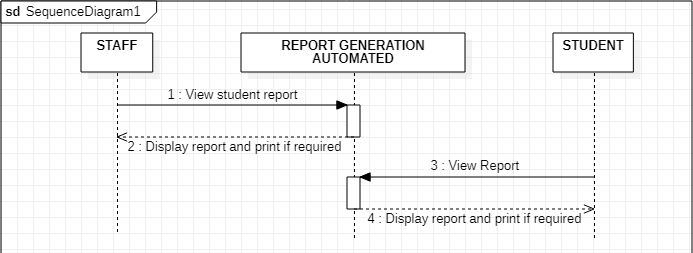 sd SequenceDiagram1
STAFF
REPORT GENERATION
AUTOMATED
STUDENT
1 : View student report
2 : Display report and print if required
3 : View Report
4 : Display report and print if required